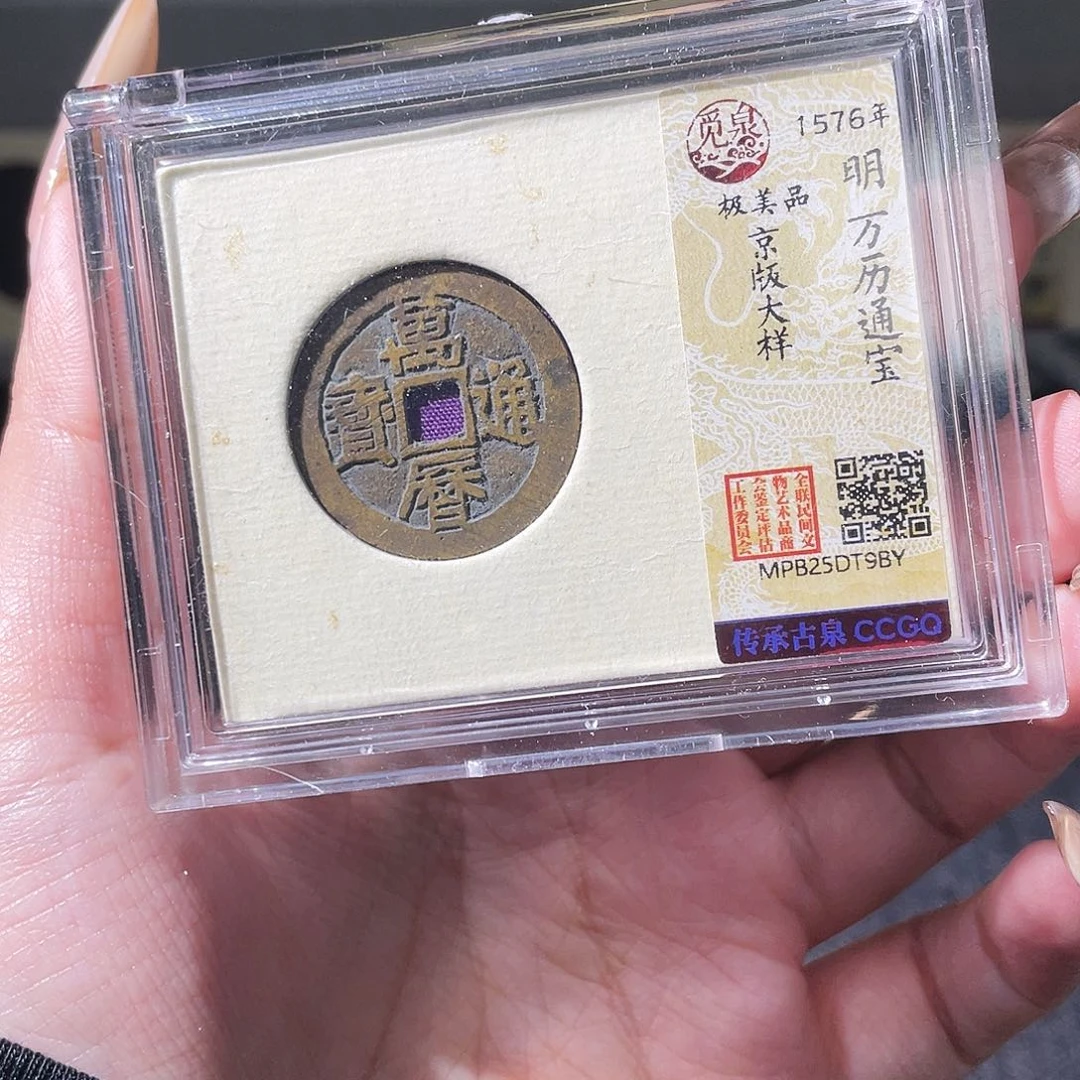 萬曆通寶
觅泉
1576年
明万历通宝
极美品
京版大样
全联民间文
物艺术品商
会鉴定评估
工作委员会
MPB25DT9BY
传承古泉 CCGQ